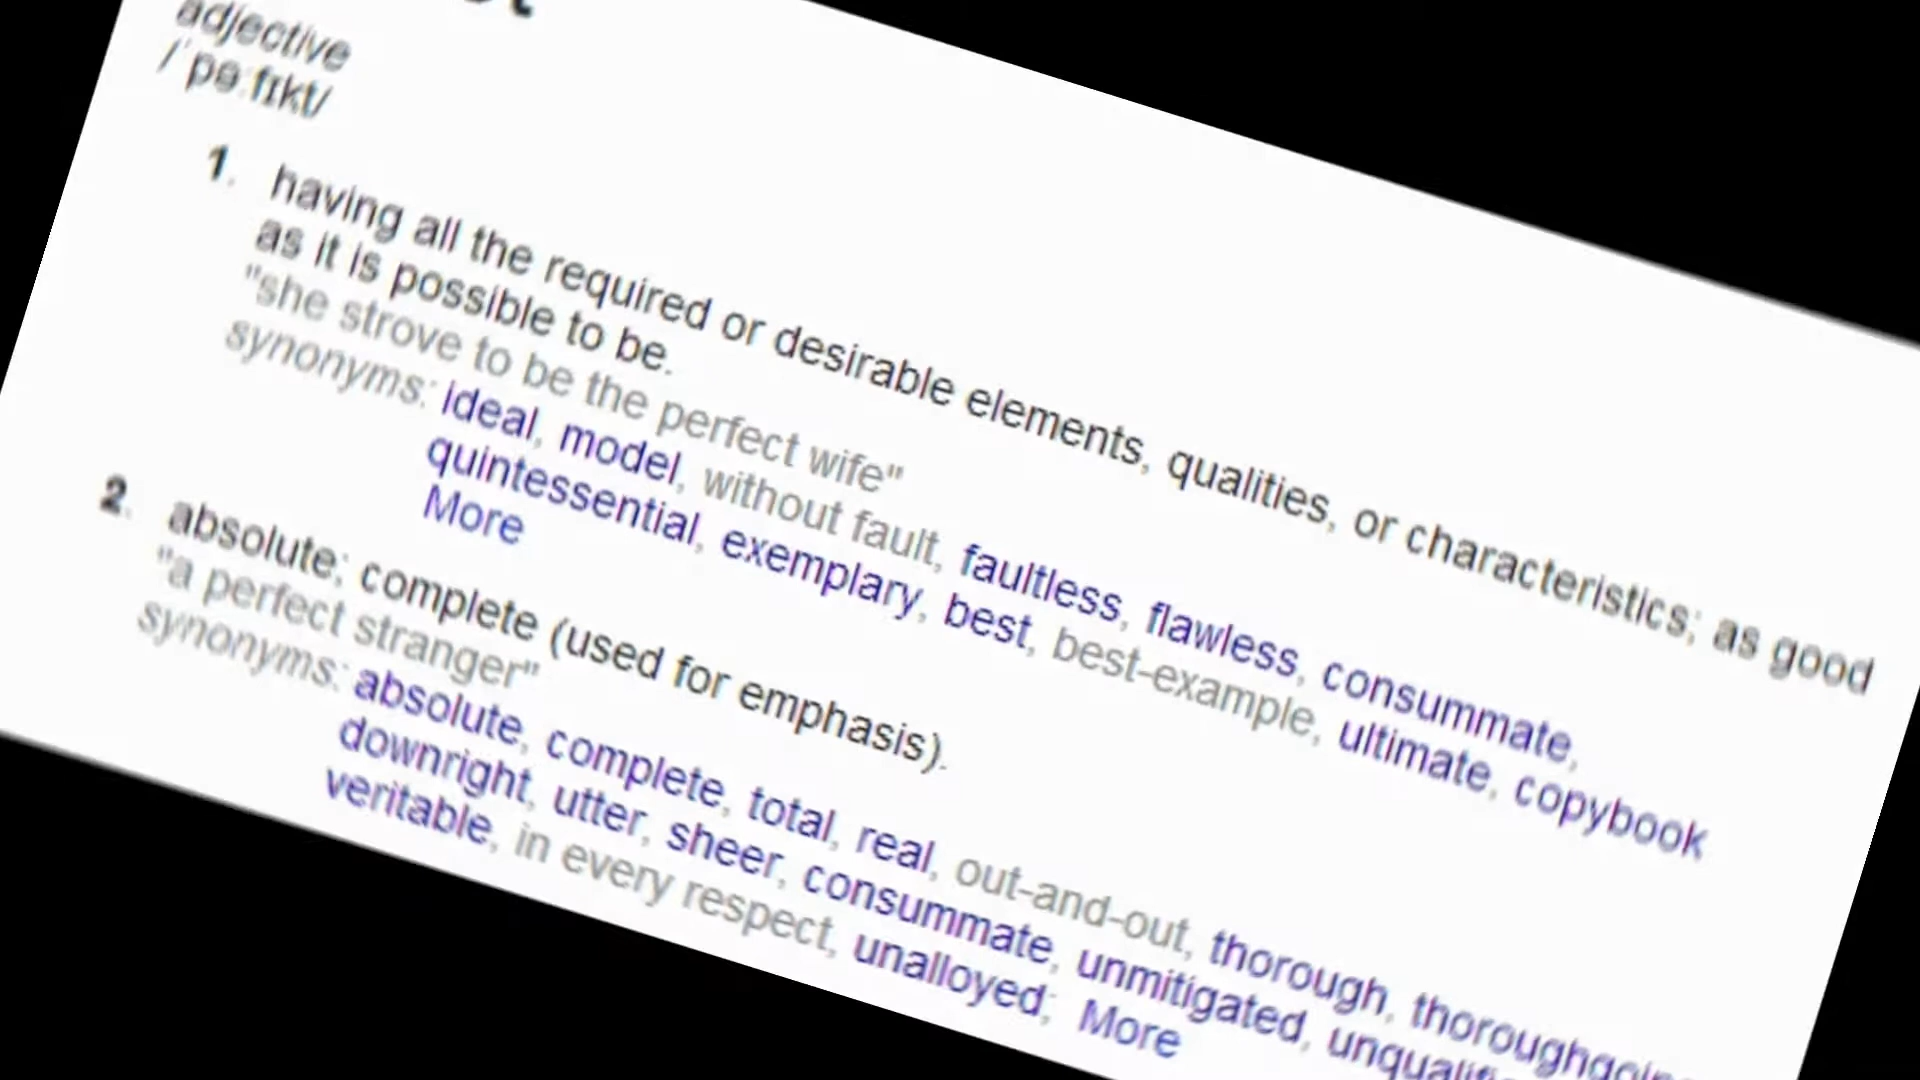 adjective
/ˈpəːfɪkt/
1. having all the required or desirable elements, qualities, or characteristics; as good
as it is possible to be.
"she strove to be the perfect wife"
synonyms: ideal, model, without fault, faultless, flawless, consummate,
quintessential, exemplary, best, best-example, ultimate, copybook
More
2. absolute; complete (used for emphasis).
"a perfect stranger"
synonyms: absolute, complete, total, real, out-and-out, thorough, thoroughgoing
downright, utter, sheer, consummate, unmitigated,
veritable, in every respect, unalloyed; More